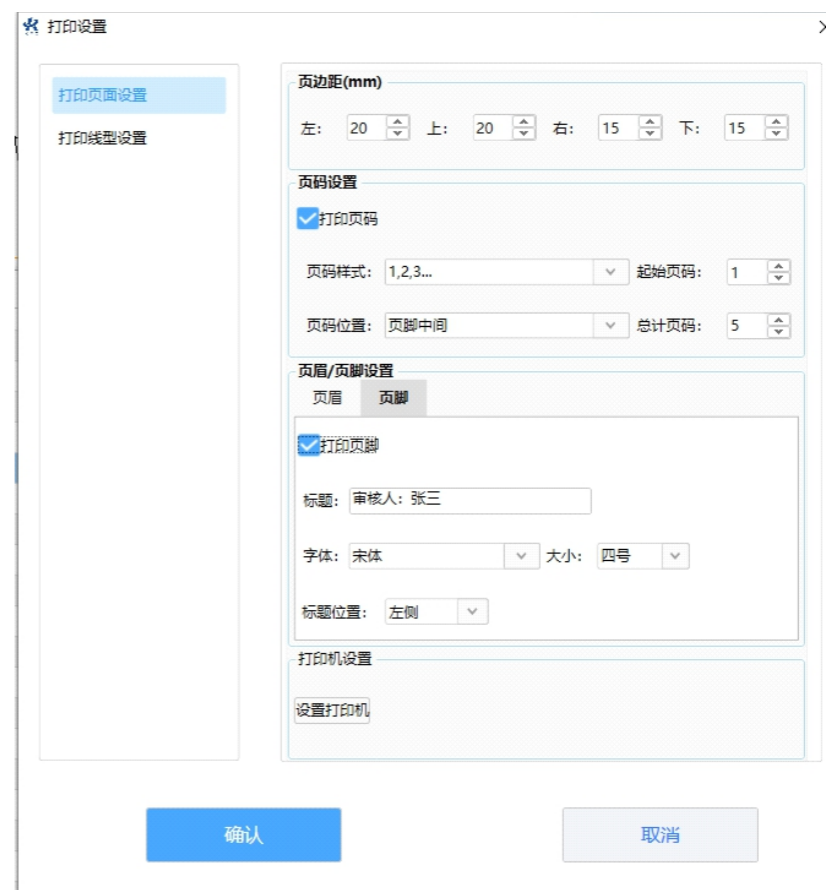 打印设置
打印页面设置
打印线型设置
页边距(mm)
左: 20 上: 20 右: 15 下: 15
页码设置
打印页码
页码样式: 1,2,3... 起始页码: 1
页码位置: 页脚中间 总计页码: 5
页眉/页脚设置
页眉 页脚
打印页脚
标题: 审核人: 张三
字体: 宋体 大小: 四号
标题位置: 左侧
打印机设置
设置打印机
确认 取消